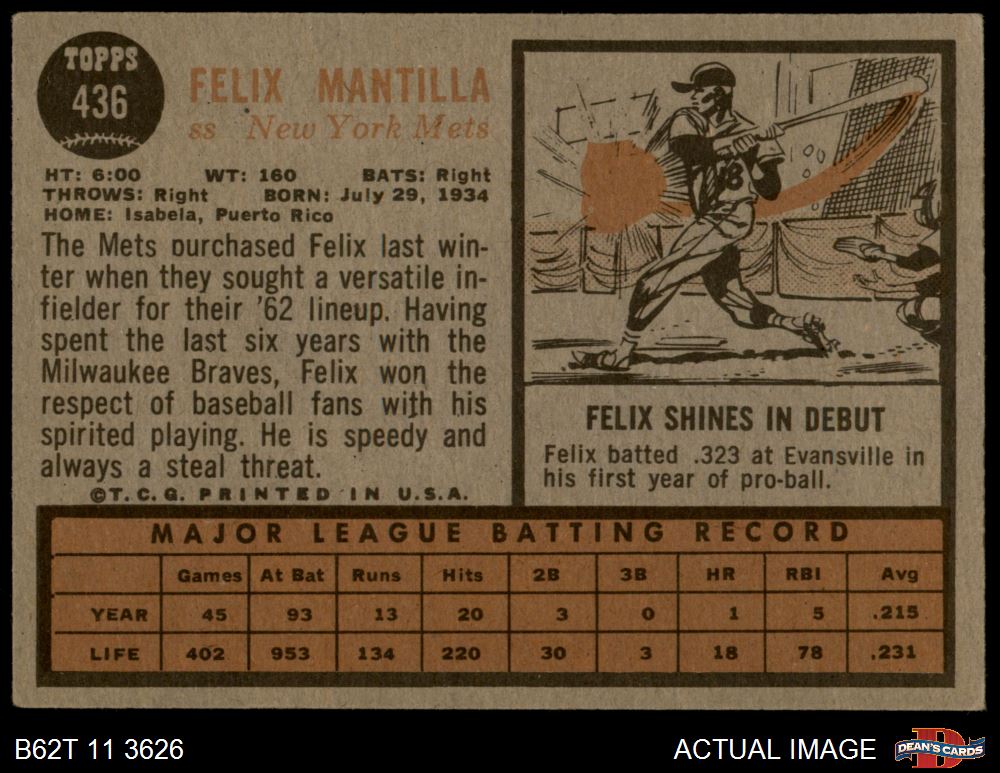 TOPPS
436
FELIX MANTILLA
ss New York Mets
HT: 6:00 WT: 160 BATS: Right
THROWS: Right BORN: July 29, 1934
HOME: Isabela, Puerto Rico
The Mets ourchased Felix last win-
ter when they sought a versatile in-
fielder for their '62 lineup. Having
spent the last six years with the
Milwaukee Braves, Felix won the
respect of baseball fans with his
spirited playing. He is speedy and
always a steal threat.
©T.C.G. PRINTED IN U.S.A.
18
FELIX SHINES IN DEBUT
Felix batted .323 at Evansville in
his first year of pro-ball.
MAJOR LEAGUE BATTING RECORD
Games At Bat Runs Hits 2B 3B HR RBI Avg
YEAR 45 93 13 20 3 0 1 5 .215
LIFE 402 953 134 220 30 3 18 78 .231
B62T 11 3626
ACTUAL IMAGE
D
DEAN'S CARDS